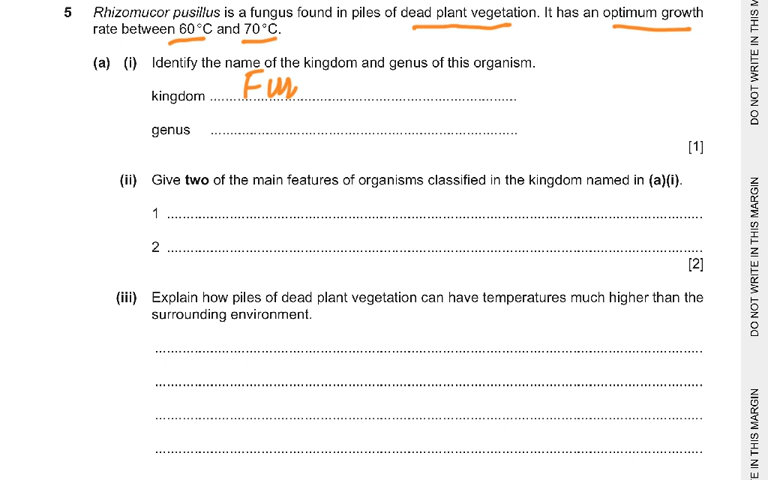 5 Rhizomucor pusillus is a fungus found in piles of dead plant vegetation. It has an optimum growth
rate between 60 °C and 70 °C.
(a) (i) Identify the name of the kingdom and genus of this organism.
kingdom .......... Fun ..........
genus ..........
[1]
(ii) Give two of the main features of organisms classified in the kingdom named in (a)(i).
1 ..........
2 ..........
[2]
(iii) Explain how piles of dead plant vegetation can have temperatures much higher than the
surrounding environment.
DO NOT WRITE IN THIS M
DO NOT WRITE IN THIS MARGIN
E IN THIS MARGIN